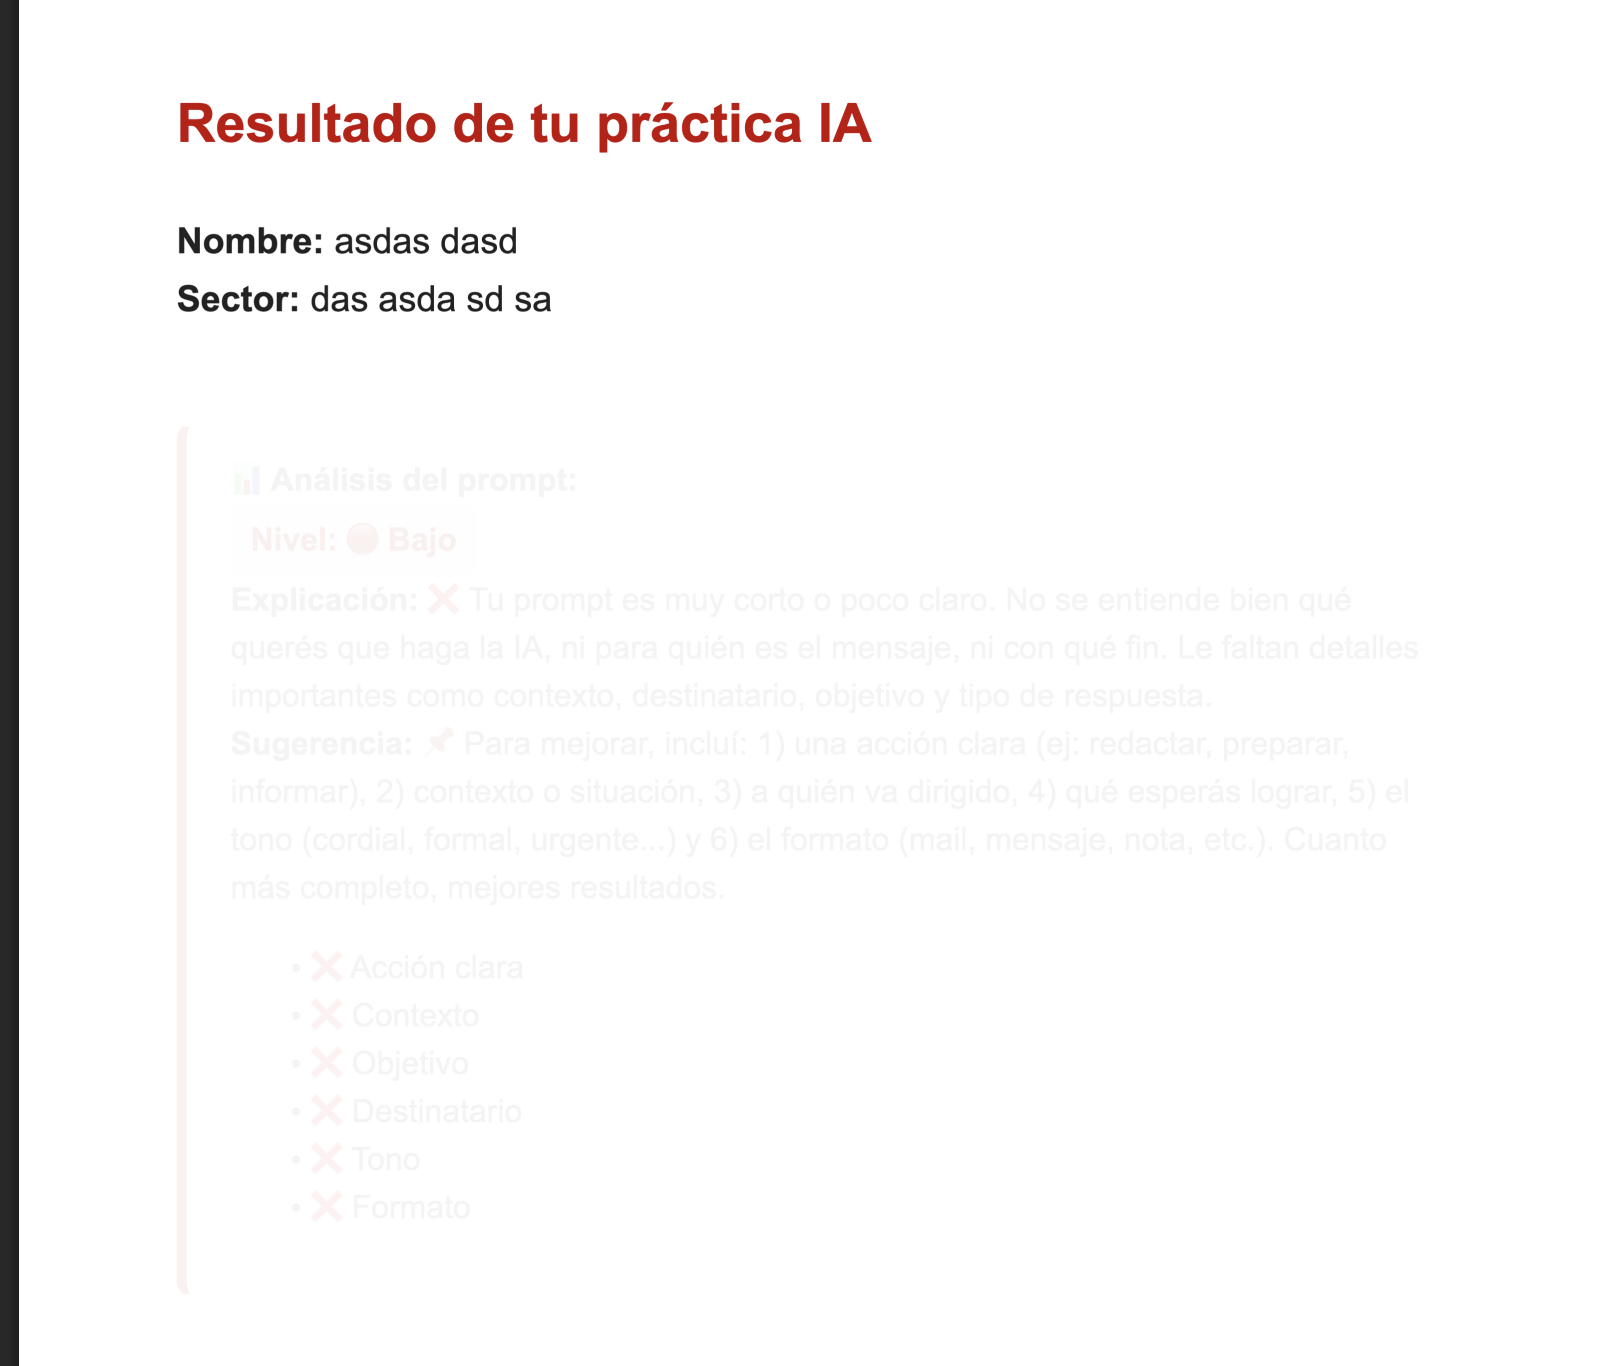 Resultado de tu práctica IA
Nombre: asdas dasd
Sector: das asda sd sa
📊 Análisis del prompt:
Nivel: 🔴 Bajo
Explicación: ❌ Tu prompt es muy corto o poco claro. No se entiende bien qué
querés que haga la IA, ni para quién es el mensaje, ni con qué fin. Le faltan detalles
importantes como contexto, destinatario, objetivo y tipo de respuesta.
Sugerencia: 📌 Para mejorar, incluí: 1) una acción clara (ej: redactar, preparar,
informar), 2) contexto o situación, 3) a quién va dirigido, 4) qué esperás lograr, 5) el
tono (cordial, formal, urgente...) y 6) el formato (mail, mensaje, nota, etc.). Cuanto
más completo, mejores resultados.
• ❌ Acción clara
• ❌ Contexto
• ❌ Objetivo
• ❌ Destinatario
• ❌ Tono
• ❌ Formato